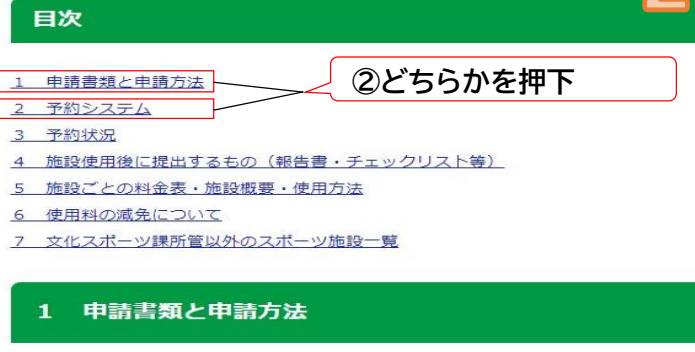 目次
1　申請書類と申請方法
②どちらかを押下
2　予約システム
3　予約状況
4　施設使用後に提出するもの（報告書・チェックリスト等）
5　施設ごとの料金表・施設概要・使用方法
6　使用料の減免について
7　文化スポーツ課所管以外のスポーツ施設一覧
1　申請書類と申請方法